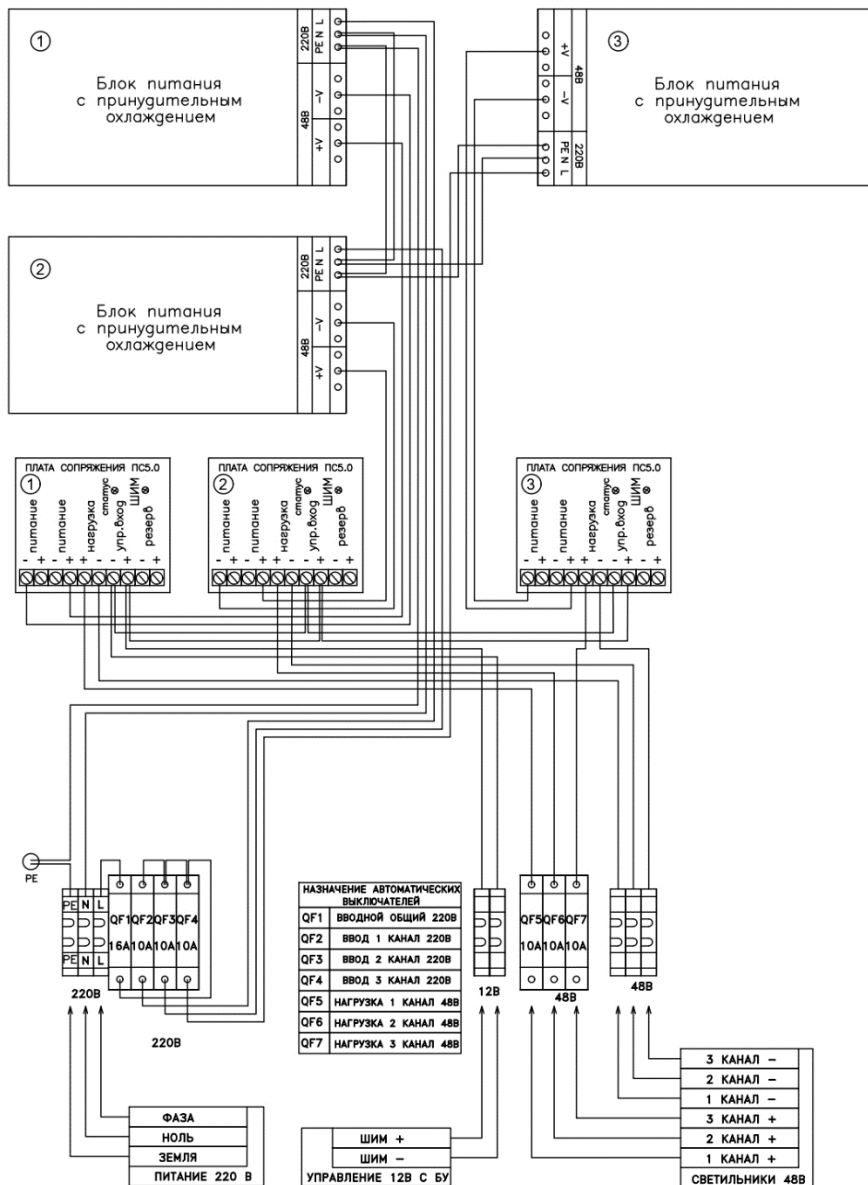 1
Блок питания
с принудительным
охлаждением
220В
PE N L
48В
-V
+V
3
Блок питания
с принудительным
охлаждением
+V
48В
-V
220В
PE N L
2
Блок питания
с принудительным
охлаждением
220В
PE N L
48В
-V
+V
ПЛАТА СОПРЯЖЕНИЯ ПС5.0
1
питание
питание
нагрузка
статус
упр.вход
ШИМ
резерв
- + - + + - - + - +
ПЛАТА СОПРЯЖЕНИЯ ПС5.0
2
питание
питание
нагрузка
статус
упр.вход
ШИМ
резерв
- + - + + - - + - +
ПЛАТА СОПРЯЖЕНИЯ ПС5.0
3
питание
питание
нагрузка
статус
упр.вход
ШИМ
резерв
- + - + + - - + - +
PE
PE N L
QF1 QF2 QF3 QF4
16А 10А 10А 10А
PE N L
220В
220В
НАЗНАЧЕНИЕ АВТОМАТИЧЕСКИХ
ВЫКЛЮЧАТЕЛЕЙ
QF1 ВВОДНОЙ ОБЩИЙ 220В
QF2 ВВОД 1 КАНАЛ 220В
QF3 ВВОД 2 КАНАЛ 220В
QF4 ВВОД 3 КАНАЛ 220В
QF5 НАГРУЗКА 1 КАНАЛ 48В
QF6 НАГРУЗКА 2 КАНАЛ 48В
QF7 НАГРУЗКА 3 КАНАЛ 48В
12В
QF5 QF6 QF7
10А 10А 10А
48В
48В
ФАЗА
НОЛЬ
ЗЕМЛЯ
ПИТАНИЕ 220 В
ШИМ +
ШИМ -
УПРАВЛЕНИЕ 12В С БУ
3 КАНАЛ -
2 КАНАЛ -
1 КАНАЛ -
3 КАНАЛ +
2 КАНАЛ +
1 КАНАЛ +
СВЕТИЛЬНИКИ 48В